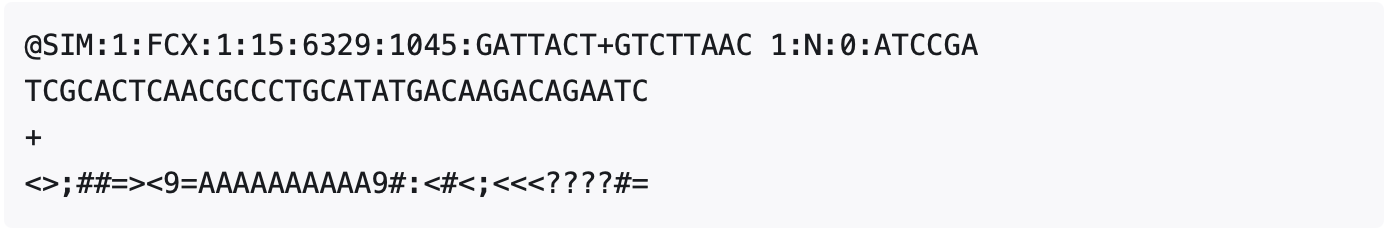 @SIM:1:FCX:1:15:6329:1045:GATTACT+GTCTTAAC 1:N:0:ATCCGA
TCGCACTCAACGCCCTGCATATGACAAGACAGAATC
+
<>;##=><9=AAAAAAAAAA9#:<#<;<<<????#=